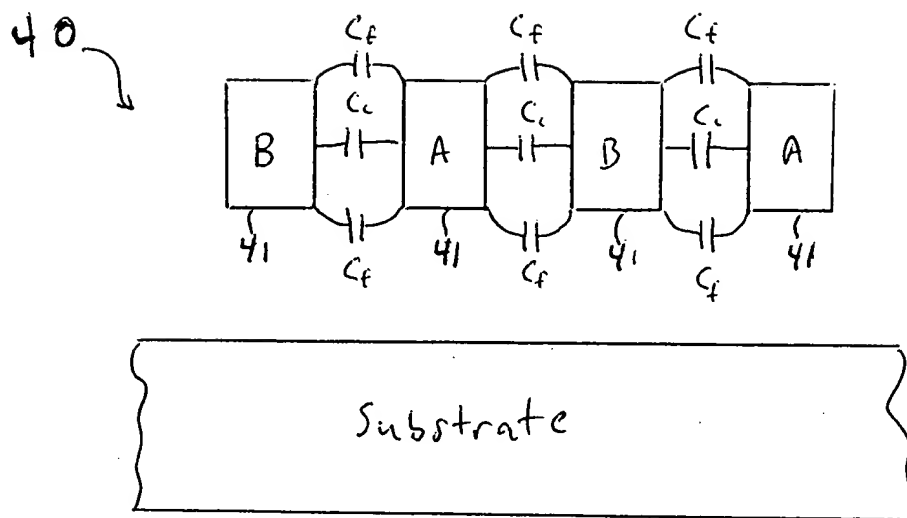 40
Cf Cf Cf
Cc Cc Cc
B A B A
41 41 41 41
Cf Cf Cf
Substrate